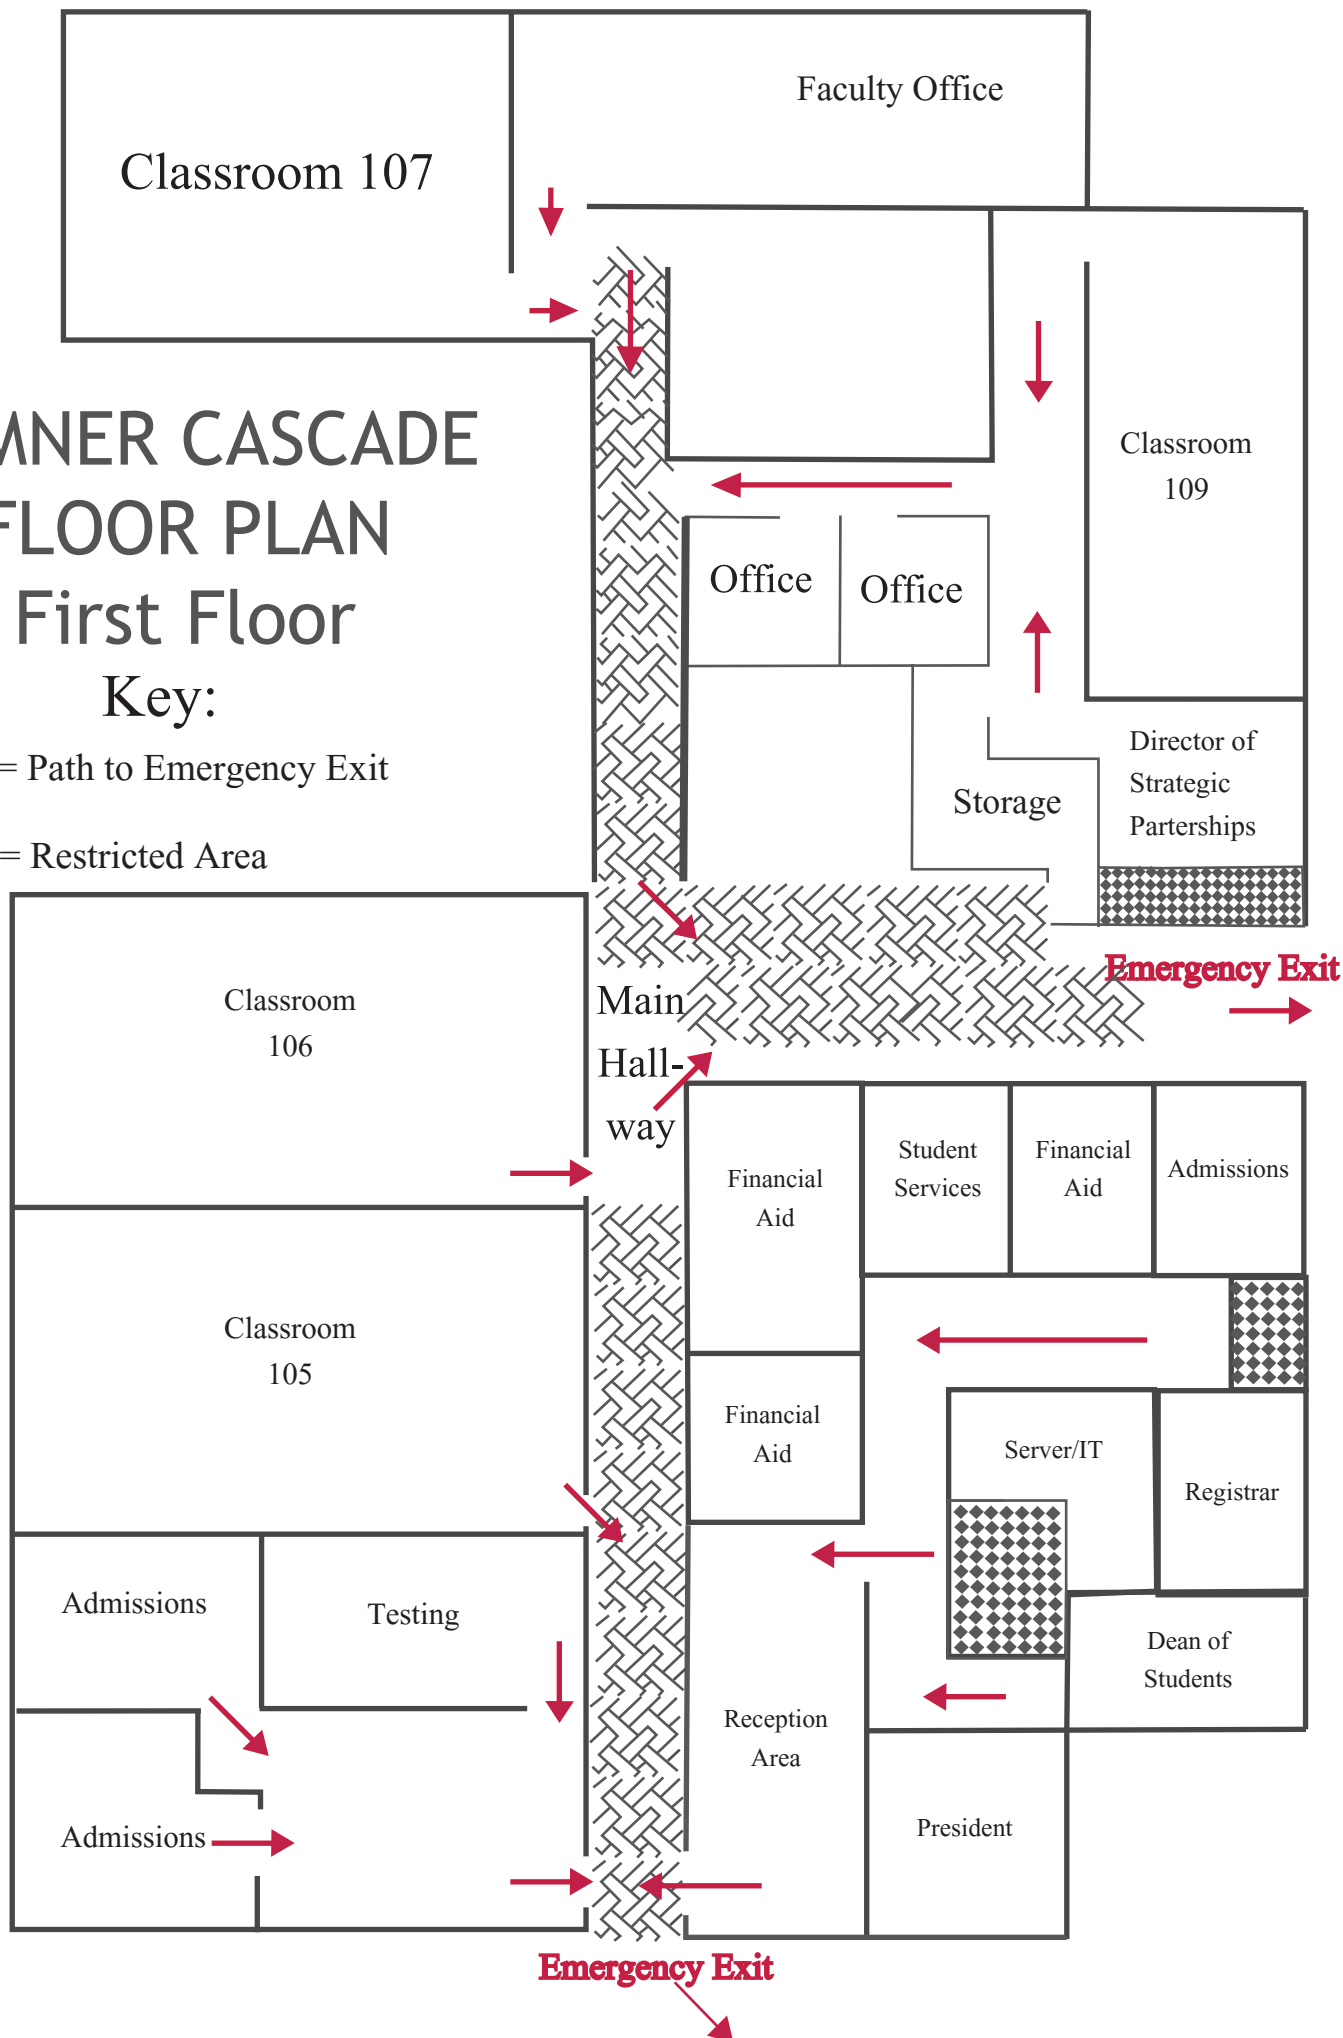 Faculty Office
Classroom 107
MNER CASCADE
FLOOR PLAN
First Floor
Key:
= Path to Emergency Exit
= Restricted Area
Classroom
109
Office
Office
Director of
Strategic
Parterships
Storage
Emergency Exit
Classroom
106
Main
Hall-
way
Financial
Aid
Student
Services
Financial
Aid
Admissions
Classroom
105
Financial
Aid
Server/IT
Registrar
Admissions
Testing
Dean of
Students
Reception
Area
Admissions
President
Emergency Exit